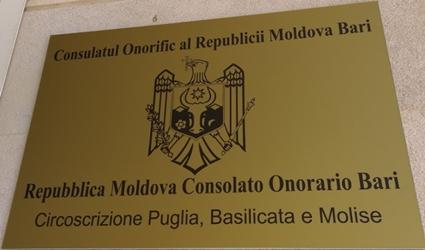 Consulatul Onorific al Republicii Moldova Bari
Repubblica Moldova Consolato Onorario Bari
Circoscrizione Puglia, Basilicata e Molise